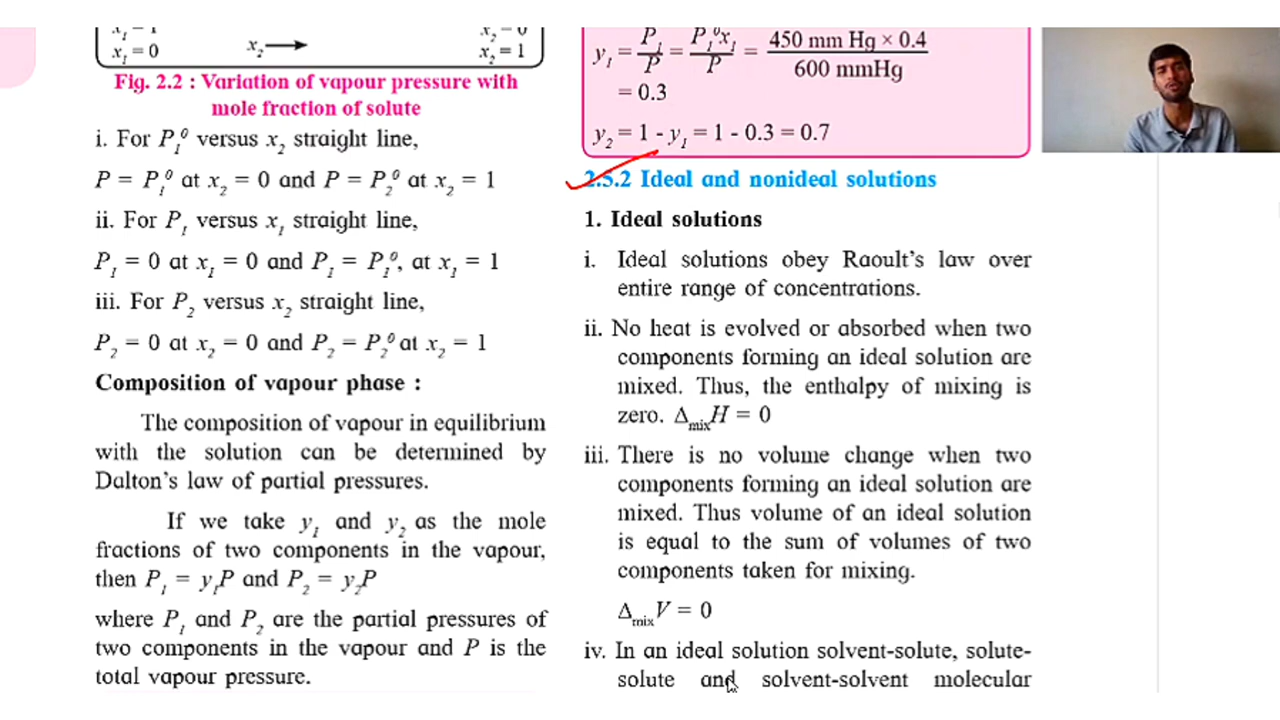 x₁ = 0
x₂
x₂ = 0
x₂ = 1
Fig. 2.2 : Variation of vapour pressure with
mole fraction of solute
i. For P₁⁰ versus x₂ straight line,
P = P₁⁰ at x₂ = 0 and P = P₂⁰ at x₂ = 1
ii. For P₁ versus x₁ straight line,
P₁ = 0 at x₁ = 0 and P₁ = P₁⁰, at x₁ = 1
iii. For P₂ versus x₂ straight line,
P₂ = 0 at x₂ = 0 and P₂ = P₂⁰ at x₂ = 1
Composition of vapour phase :
The composition of vapour in equilibrium
with the solution can be determined by
Dalton's law of partial pressures.
If we take y₁ and y₂ as the mole
fractions of two components in the vapour,
then P₁ = y₁P and P₂ = y₂P
where P₁ and P₂ are the partial pressures of
two components in the vapour and P is the
total vapour pressure.
y₁ = P₁/P = P₁⁰x₁/P = 450 mm Hg × 0.4 / 600 mmHg
= 0.3
y₂ = 1 - y₁ = 1 - 0.3 = 0.7
2.5.2 Ideal and nonideal solutions
1. Ideal solutions
i. Ideal solutions obey Raoult's law over
entire range of concentrations.
ii. No heat is evolved or absorbed when two
components forming an ideal solution are
mixed. Thus, the enthalpy of mixing is
zero. ΔmixH = 0
iii. There is no volume change when two
components forming an ideal solution are
mixed. Thus volume of an ideal solution
is equal to the sum of volumes of two
components taken for mixing.
ΔmixV = 0
iv. In an ideal solution solvent-solute, solute-
solute and solvent-solvent molecular